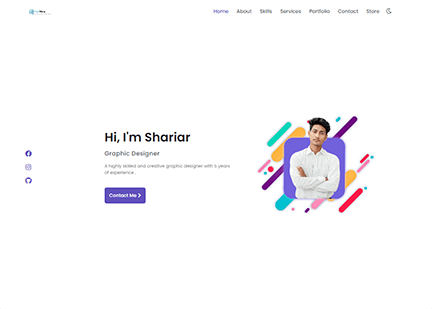 Home About Skills Services Portfolio Contact Store
Hi, I'm Shariar
Graphic Designer
A highly skilled and creative graphic designer with 5 years
of experience.
Contact Me